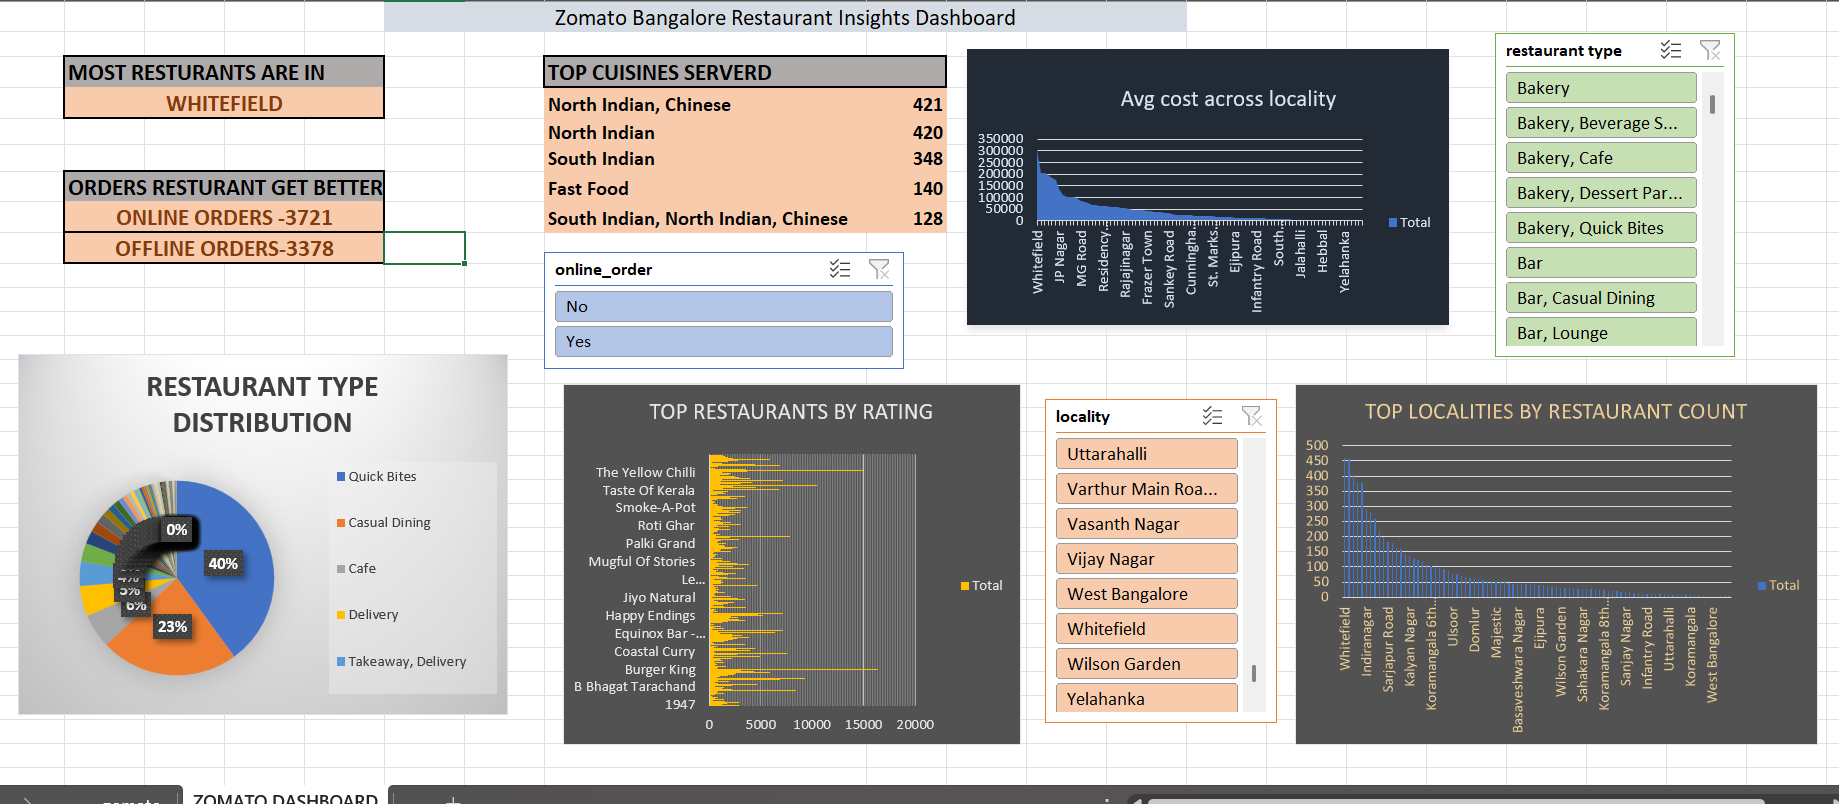 Zomato Bangalore Restaurant Insights Dashboard
MOST RESTURANTS ARE IN
WHITEFIELD
ORDERS RESTURANT GET BETTER
ONLINE ORDERS -3721
OFFLINE ORDERS-3378
TOP CUISINES SERVERD
North Indian, Chinese 421
North Indian 420
South Indian 348
Fast Food 140
South Indian, North Indian, Chinese 128
online_order
No
Yes
Avg cost across locality
350000
300000
250000
200000
150000
100000
50000
0
Whitefield
JP Nagar
MG Road
Residency...
Rajajinagar
Frazer Town
Sankey Road
Cunningha...
St. Marks...
Ejipura
Infantry Road
South...
Jalahalli
Hebbal
Yelahanka
Total
restaurant type
Bakery
Bakery, Beverage S...
Bakery, Cafe
Bakery, Dessert Par...
Bakery, Quick Bites
Bar
Bar, Casual Dining
Bar, Lounge
RESTAURANT TYPE
DISTRIBUTION
0%
40%
4%
5%
6%
23%
Quick Bites
Casual Dining
Cafe
Delivery
Takeaway, Delivery
TOP RESTAURANTS BY RATING
The Yellow Chilli
Taste Of Kerala
Smoke-A-Pot
Roti Ghar
Palki Grand
Mugful Of Stories
Le...
Jiyo Natural
Happy Endings
Equinox Bar -...
Coastal Curry
Burger King
B Bhagat Tarachand
1947
0 5000 10000 15000 20000
Total
locality
Uttarahalli
Varthur Main Roa...
Vasanth Nagar
Vijay Nagar
West Bangalore
Whitefield
Wilson Garden
Yelahanka
TOP LOCALITIES BY RESTAURANT COUNT
500
450
400
350
300
250
200
150
100
50
0
Whitefield
Indiranagar
Sarjapur Road
Kalyan Nagar
Koramangala 6th...
Ulsoor
Domlur
Majestic
Basaveshwara Nagar
Ejipura
Wilson Garden
Sahakara Nagar
Koramangala 8th...
Sanjay Nagar
Infantry Road
Uttarahalli
Koramangala
West Bangalore
Total
ZOMATO DASHBOARD